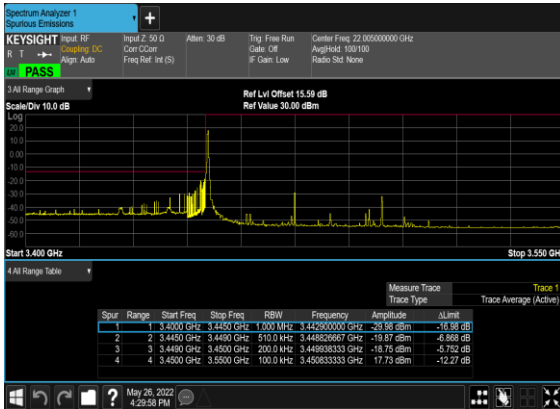 Spectrum Analyzer 1
Spurious Emissions
+
KEYSIGHT Input: RF Input Z: 50 Ω Atten: 30 dB Trig: Free Run Center Freq: 22.005000000 GHz
R T Coupling: DC Corr CCorr Gate: Off Avg|Hold: 100/100
Align: Auto Freq Ref: Int (S) IF Gain: Low Radio Std: None
LXI PASS
3 All Range Graph Ref Lvl Offset 15.59 dB
Scale/Div 10.0 dB Ref Value 30.00 dBm
Log
20.0
10.0
0.00
-10.0
-20.0
-30.0
-40.0
-50.0
-60.0
Start 3.400 GHz Stop 3.550 GH
4 All Range Table
Measure Trace Trace 1
Trace Type Trace Average (Active)
Spur Range Start Freq Stop Freq RBW Frequency Amplitude ΔLimit
1 1 3.4000 GHz 3.4450 GHz 1.000 MHz 3.442900000 GHz -29.98 dBm -16.98 dB
2 2 3.4450 GHz 3.4490 GHz 510.0 kHz 3.448826667 GHz -19.87 dBm -6.868 dB
3 3 3.4490 GHz 3.4500 GHz 200.0 kHz 3.449938333 GHz -18.75 dBm -5.752 dB
4 4 3.4500 GHz 3.5500 GHz 100.0 kHz 3.450833333 GHz 17.73 dBm -12.27 dB
? May 26, 2022
4:29:58 PM